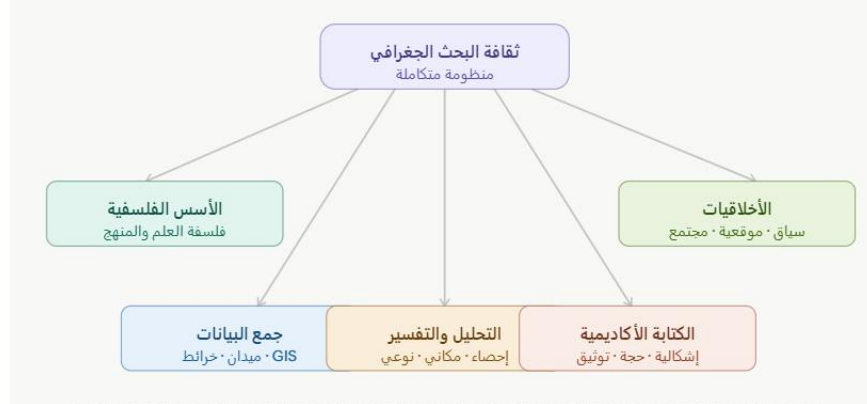 ثقافة البحث الجغرافي
منظومة متكاملة
الأخلاقيات
سياق · موقعية · مجتمع
الأسس الفلسفية
فلسفة العلم والمنهج
الكتابة الأكاديمية
إشكالية · حجة · توثيق
التحليل والتفسير
إحصاء · مكاني · نوعي
جمع البيانات
GIS · ميدان · خرائط